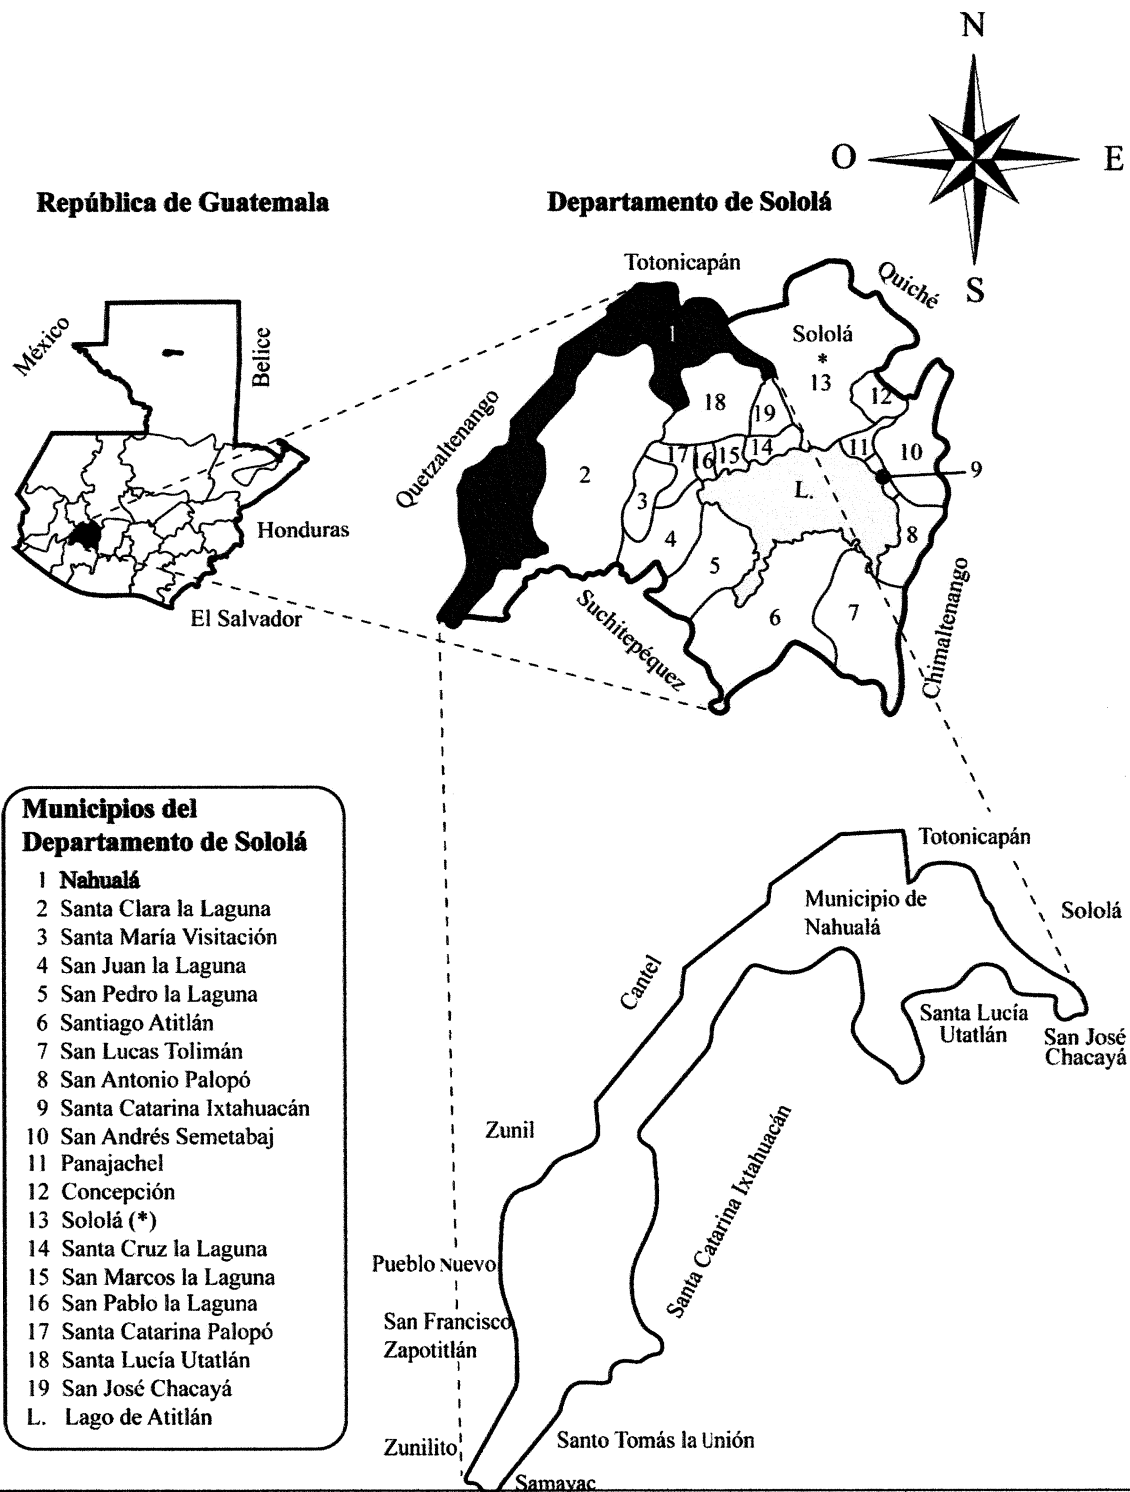 N
O
E
S
República de Guatemala
Departamento de Sololá
Totonicapán
Quiché
México
Belice
Quetzaltenango
Honduras
El Salvador
Suchitepéquez
Chimaltenango
1
Sololá
*
13
12
18
19
17
16
15
14
11
10
9
2
3
L.
4
8
5
6
7
Municipios del
Departamento de Sololá
1 Nahualá
2 Santa Clara la Laguna
3 Santa María Visitación
4 San Juan la Laguna
5 San Pedro la Laguna
6 Santiago Atitlán
7 San Lucas Tolimán
8 San Antonio Palopó
9 Santa Catarina Ixtahuacán
10 San Andrés Semetabaj
11 Panajachel
12 Concepción
13 Sololá (*)
14 Santa Cruz la Laguna
15 San Marcos la Laguna
16 San Pablo la Laguna
17 Santa Catarina Palopó
18 Santa Lucía Utatlán
19 San José Chacayá
L. Lago de Atitlán
Totonicapán
Municipio de
Nahualá
Sololá
Cantel
Santa Lucía
Utatlán
San José
Chacayá
Zunil
Santa Catarina Ixtahuacán
Pueblo Nuevo
San Francisco
Zapotitlán
Zunilito
Santo Tomás la Unión
Samayac